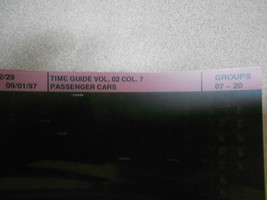 2/29 TIME GUIDE VOL. 02 COL. 7 GROUPS
09/01/97 PASSENGER CARS 07 - 20